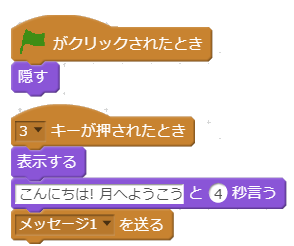 がクリックされたとき
隠す
3 キーが押されたとき
表示する
こんにちは! 月へようこう と 4 秒言う
メッセージ1 を送る